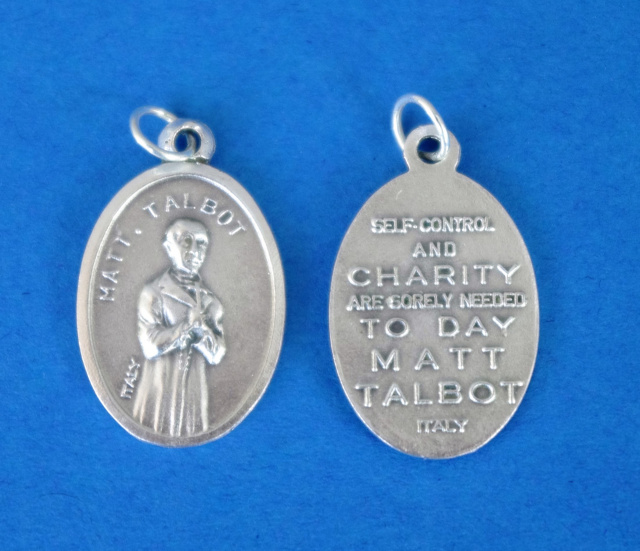 MATT. TALBOT
ITALY
SELF-CONTROL
AND
CHARITY
ARE SORELY NEEDED
TO DAY
MATT
TALBOT
ITALY